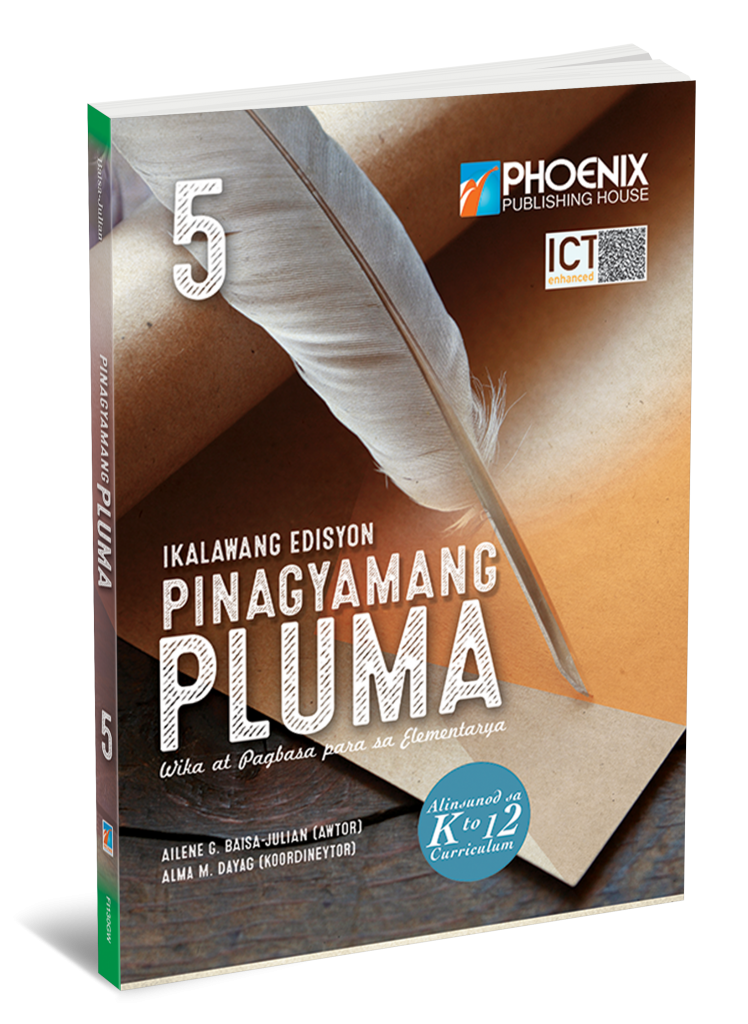 5
PHOENIX
PUBLISHING HOUSE
ICT
enhanced
IKALAWANG EDISYON
PINAGYAMANG
PLUMA
Wika at Pagbasa para sa Elementarya
Alinsunod sa
K to 12
Curriculum
AILENE G. BAISA-JULIAN (AWTOR)
ALMA M. DAYAG (KOORDINEYTOR)
Baisa-Julian
PINAGYAMANG PLUMA
5